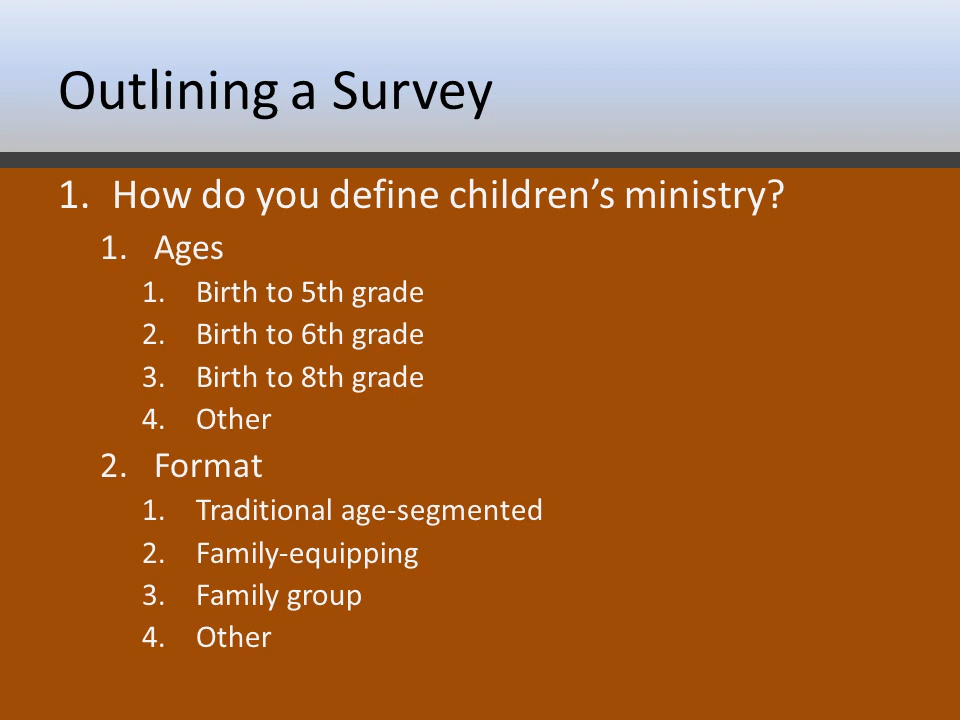 Outlining a Survey
1. How do you define children’s ministry?
1. Ages
1. Birth to 5th grade
2. Birth to 6th grade
3. Birth to 8th grade
4. Other
2. Format
1. Traditional age-segmented
2. Family-equipping
3. Family group
4. Other